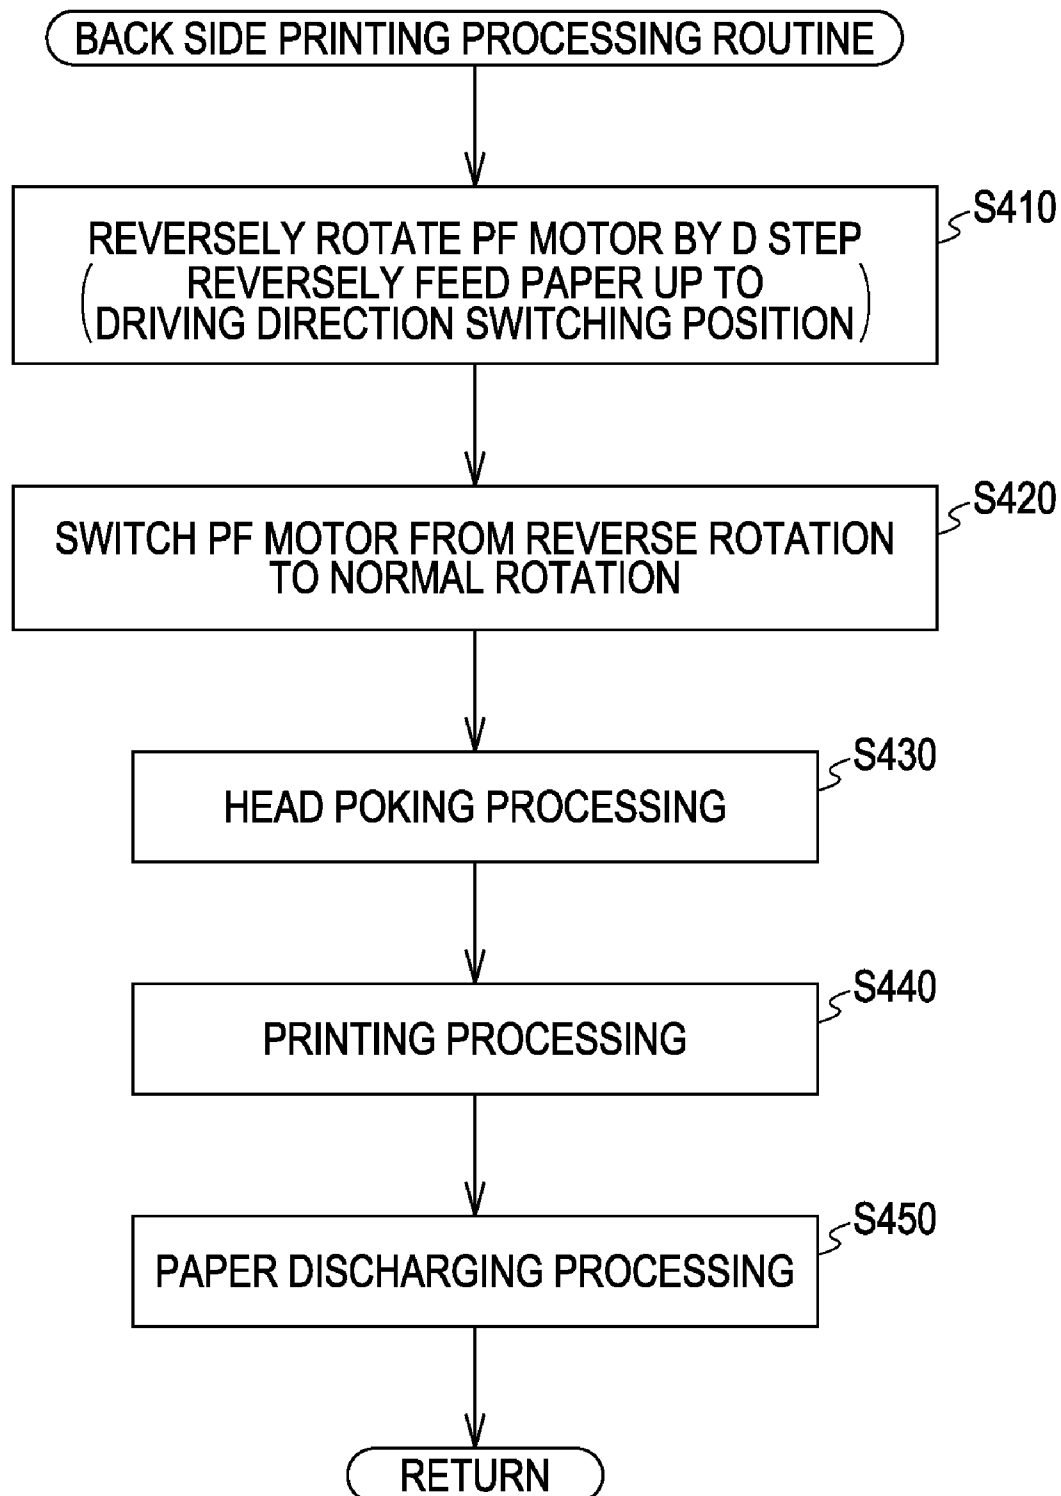 BACK SIDE PRINTING PROCESSING ROUTINE
S410
REVERSELY ROTATE PF MOTOR BY D STEP
(REVERSELY FEED PAPER UP TO
DRIVING DIRECTION SWITCHING POSITION)
S420
SWITCH PF MOTOR FROM REVERSE ROTATION
TO NORMAL ROTATION
S430
HEAD POKING PROCESSING
S440
PRINTING PROCESSING
S450
PAPER DISCHARGING PROCESSING
RETURN